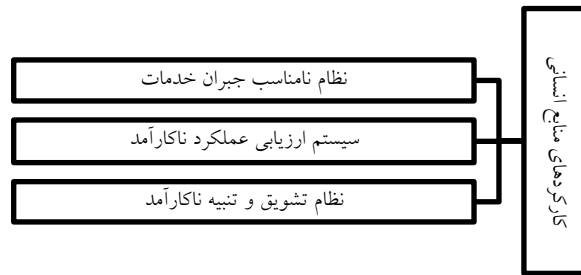 کارکردهای منابع انسانی
نظام نامناسب جبران خدمات
سیستم ارزیابی عملکرد ناکارآمد
نظام تشویق و تنبیه ناکارآمد